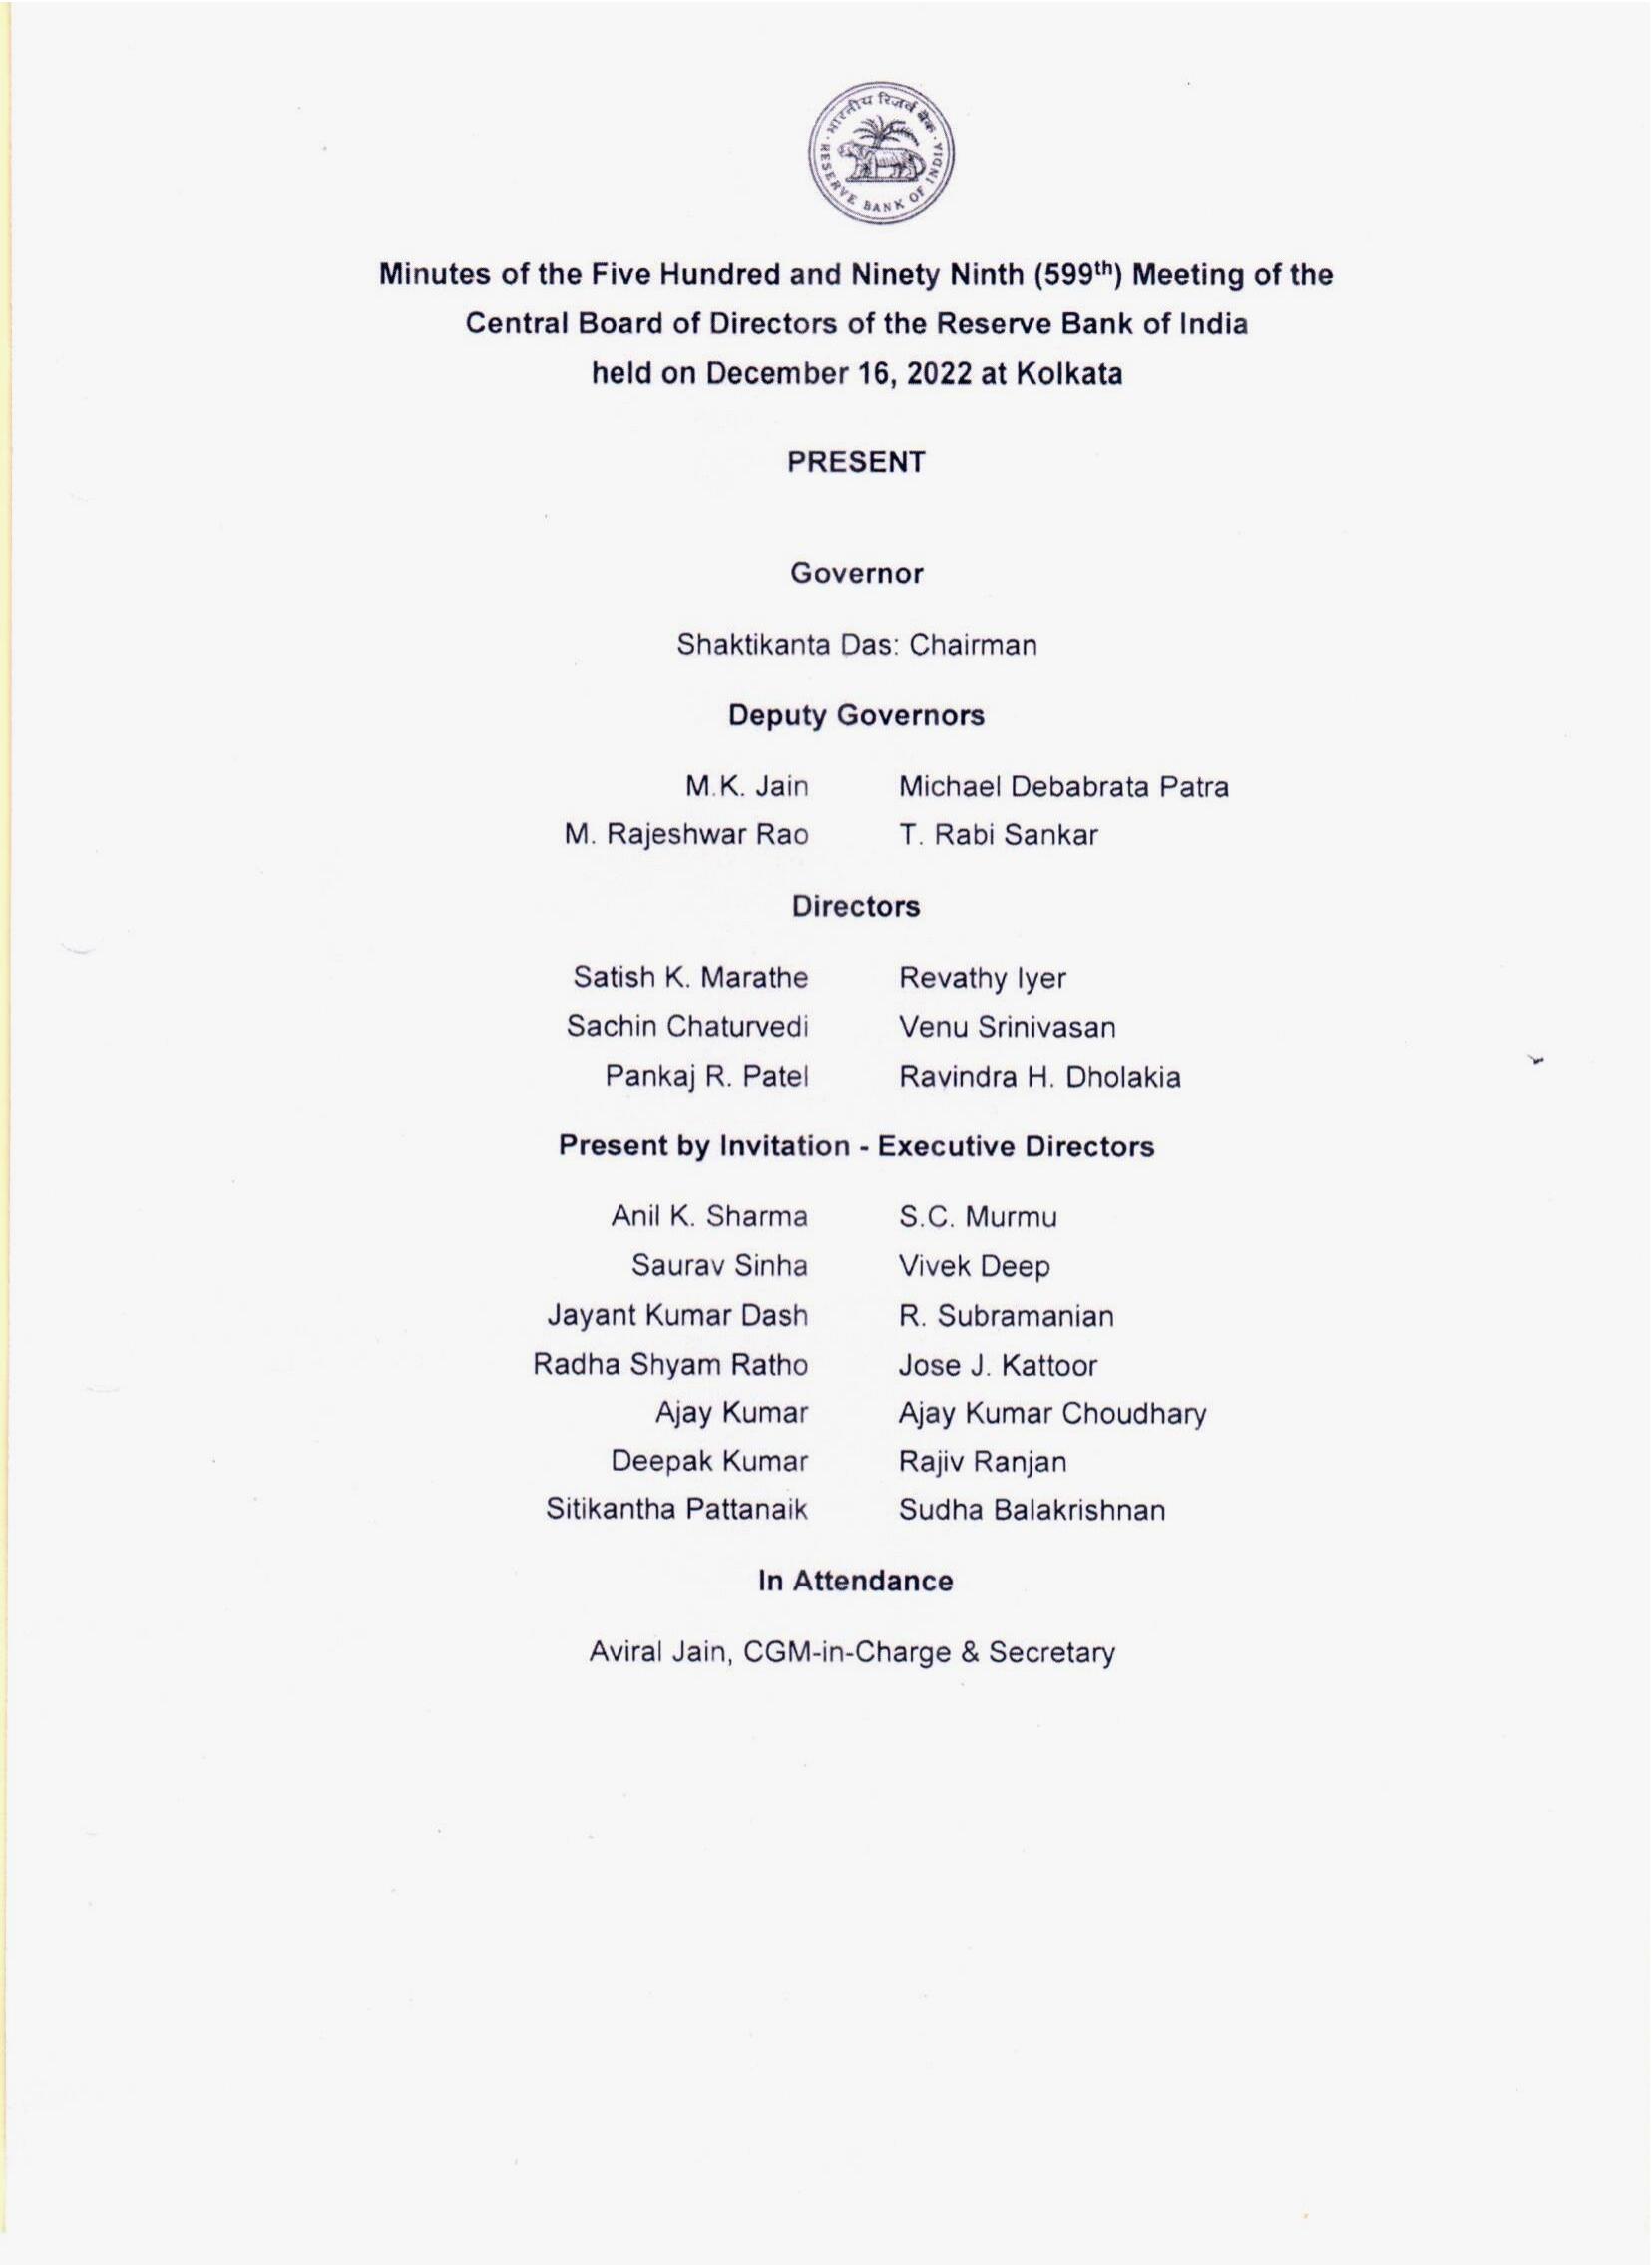 भारतीय रिज़र्व बैंक
RESERVE BANK OF INDIA
Minutes of the Five Hundred and Ninety Ninth (599th) Meeting of the
Central Board of Directors of the Reserve Bank of India
held on December 16, 2022 at Kolkata
PRESENT
Governor
Shaktikanta Das: Chairman
Deputy Governors
M.K. Jain Michael Debabrata Patra
M. Rajeshwar Rao T. Rabi Sankar
Directors
Satish K. Marathe Revathy Iyer
Sachin Chaturvedi Venu Srinivasan
Pankaj R. Patel Ravindra H. Dholakia
Present by Invitation - Executive Directors
Anil K. Sharma S.C. Murmu
Saurav Sinha Vivek Deep
Jayant Kumar Dash R. Subramanian
Radha Shyam Ratho Jose J. Kattoor
Ajay Kumar Ajay Kumar Choudhary
Deepak Kumar Rajiv Ranjan
Sitikantha Pattanaik Sudha Balakrishnan
In Attendance
Aviral Jain, CGM-in-Charge & Secretary